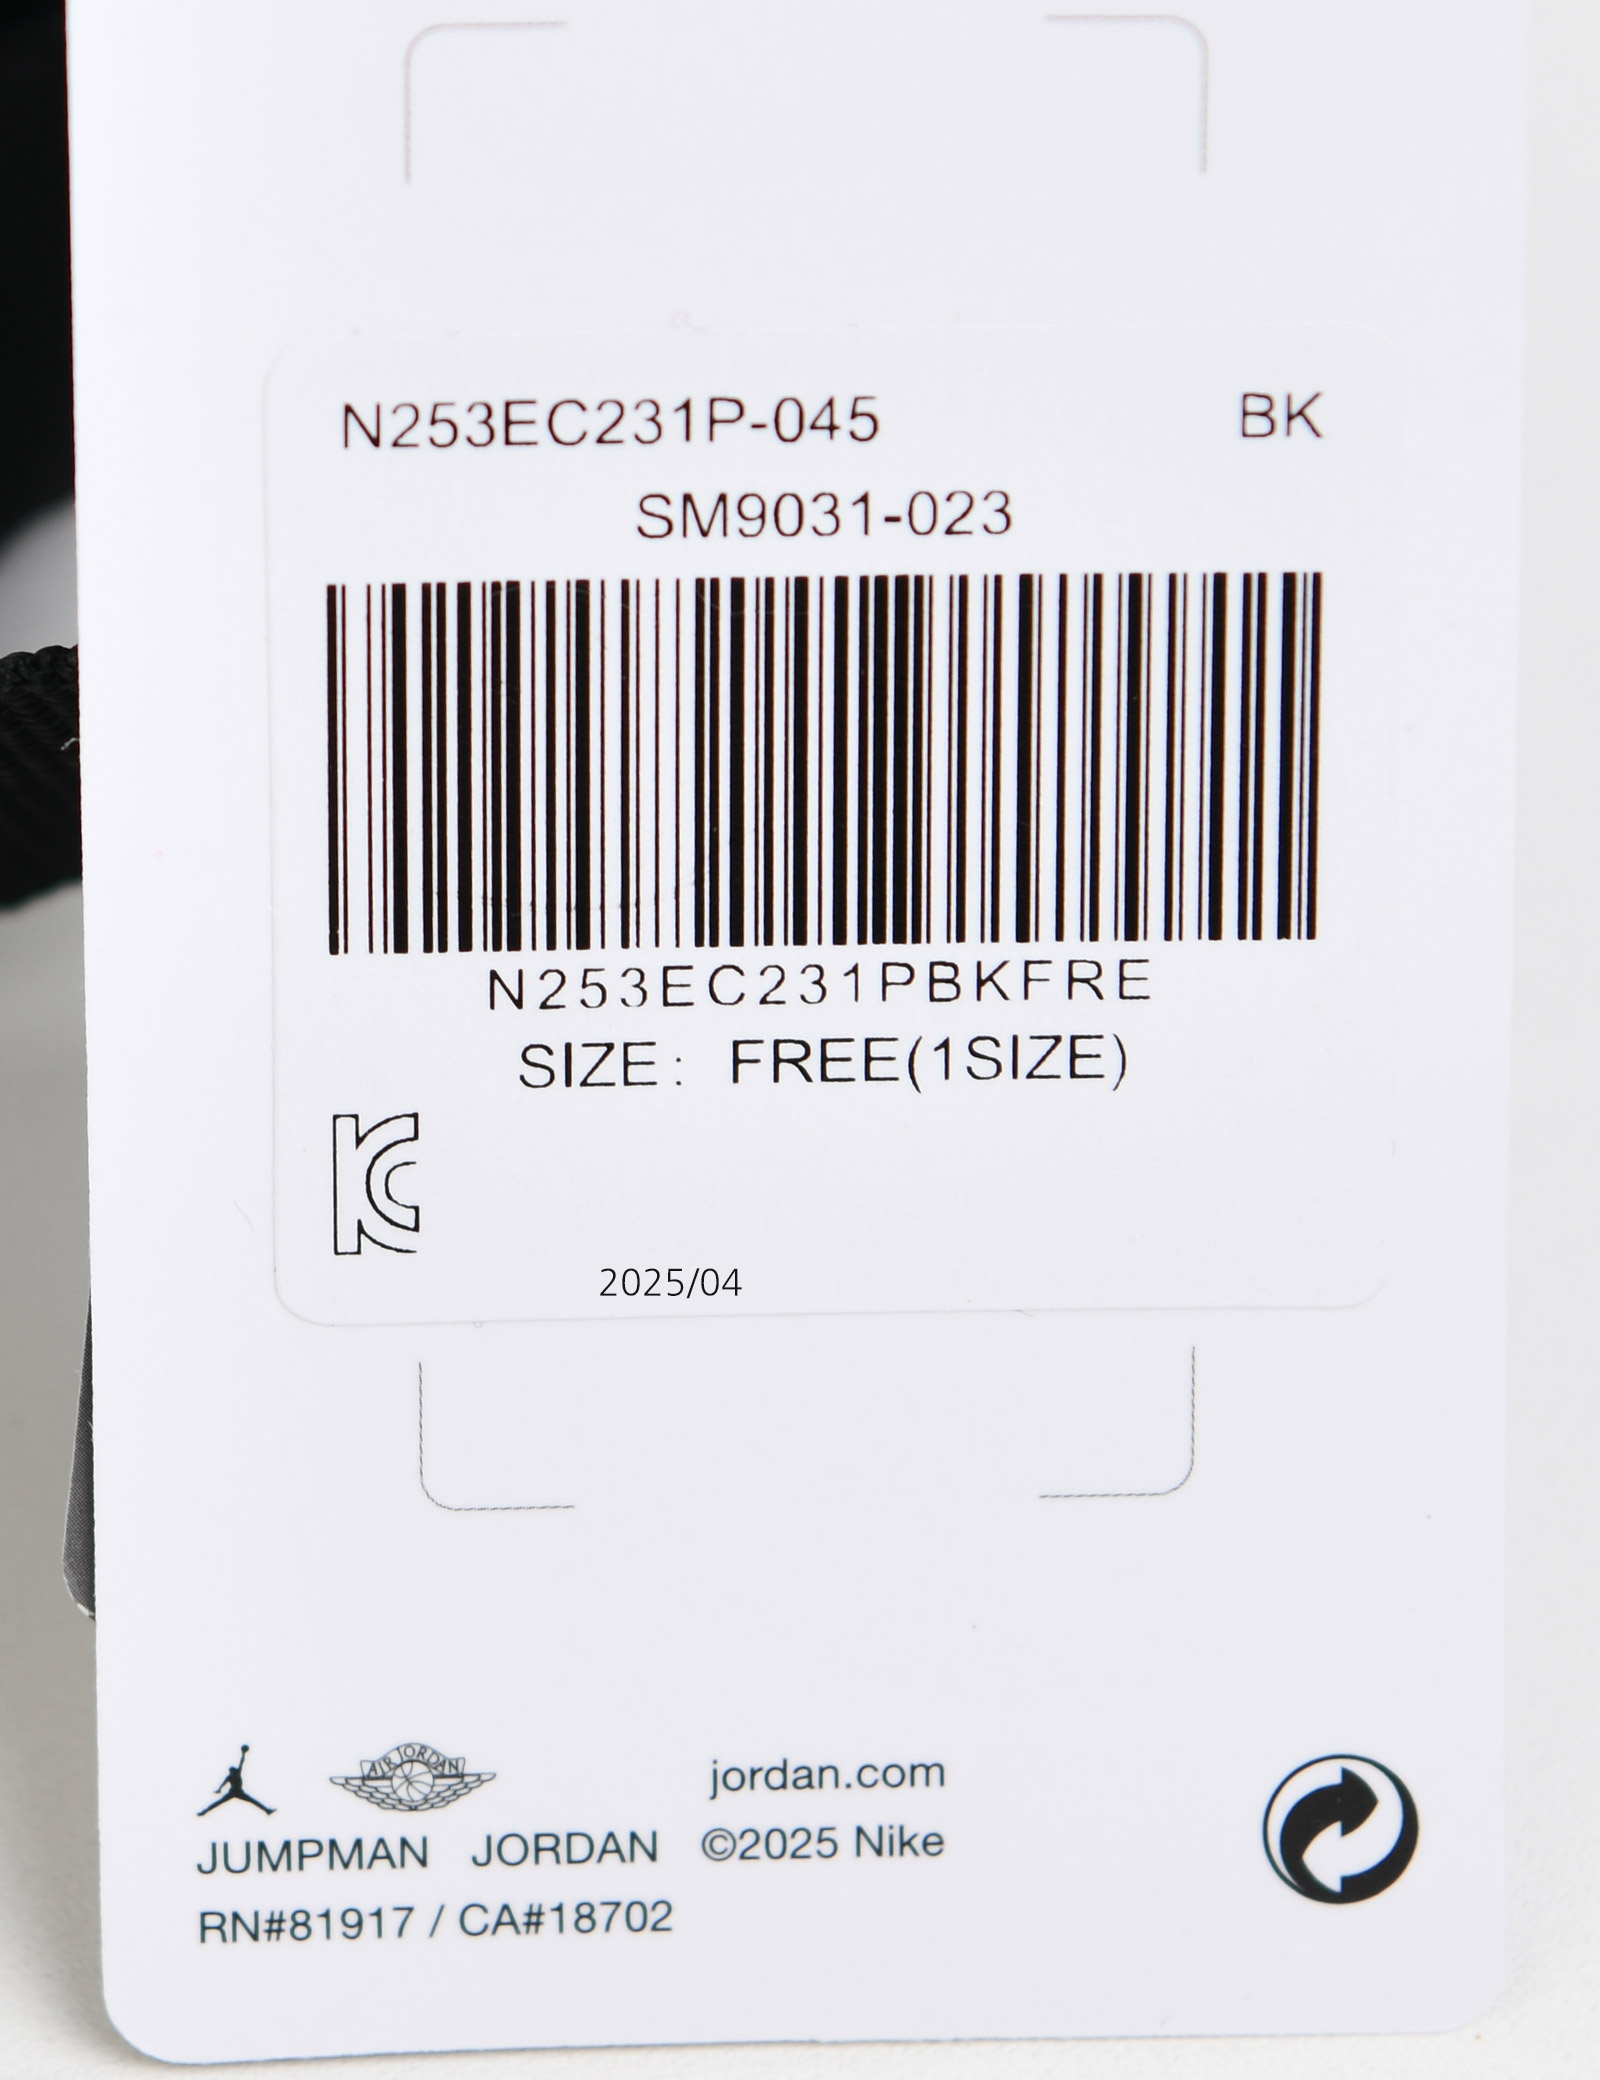 N253EC231P-045 BK
SM9031-023
N253EC231PBKFRE
SIZE: FREE(1SIZE)
KC
2025/04
AIR JORDAN
jordan.com
JUMPMAN JORDAN ©2025 Nike
RN#81917 / CA#18702